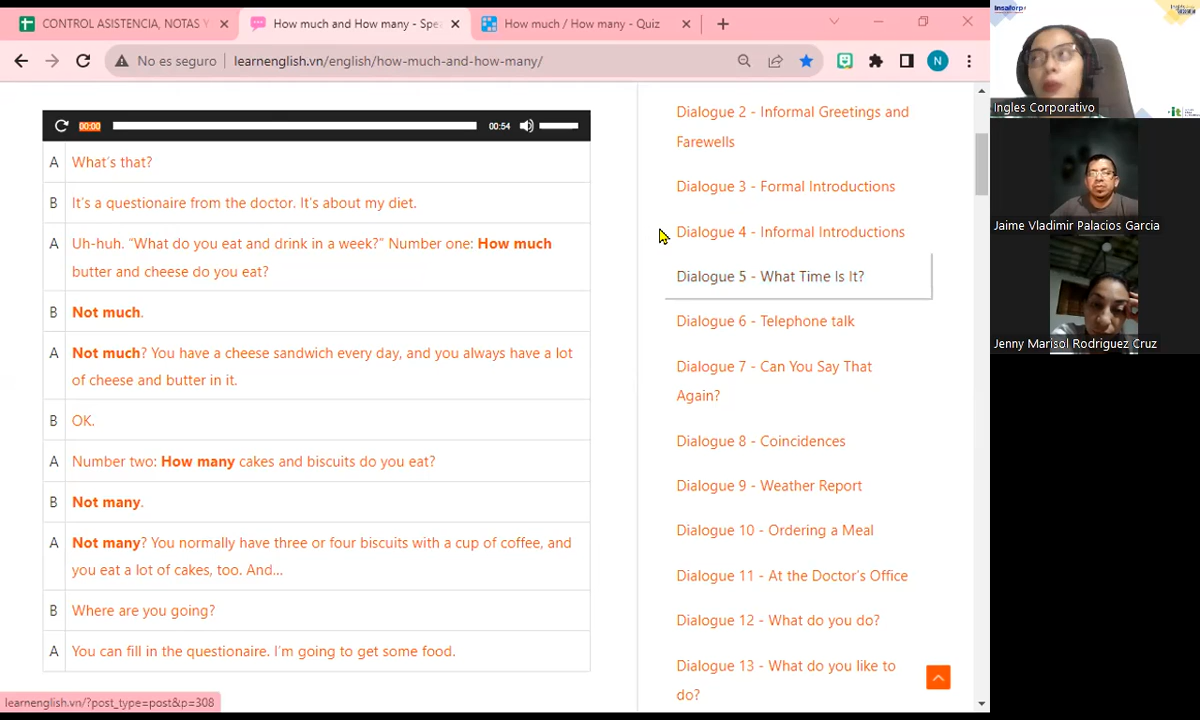 CONTROL ASISTENCIA, NOTAS Y
How much and How many - Spe
How much / How many - Quiz
No es seguro
learnenglish.vn/english/how-much-and-how-many/
N
00:00
00:54
A What's that?
B It's a questionaire from the doctor. It's about my diet.
A Uh-huh. “What do you eat and drink in a week?” Number one: How much
butter and cheese do you eat?
B Not much.
A Not much? You have a cheese sandwich every day, and you always have a lot
of cheese and butter in it.
B OK.
A Number two: How many cakes and biscuits do you eat?
B Not many.
A Not many? You normally have three or four biscuits with a cup of coffee, and
you eat a lot of cakes, too. And...
B Where are you going?
A You can fill in the questionaire. I'm going to get some food.
Dialogue 2 - Informal Greetings and
Farewells
Dialogue 3 - Formal Introductions
Dialogue 4 - Informal Introductions
Dialogue 5 - What Time Is It?
Dialogue 6 - Telephone talk
Dialogue 7 - Can You Say That
Again?
Dialogue 8 - Coincidences
Dialogue 9 - Weather Report
Dialogue 10 - Ordering a Meal
Dialogue 11 - At the Doctor's Office
Dialogue 12 - What do you do?
Dialogue 13 - What do you like to
do?
learnenglish.vn/?post_type=post&p=308
Insaforp
it
Ingles Corporativo
Jaime Vladimir Palacios Garcia
Jenny Marisol Rodriguez Cruz